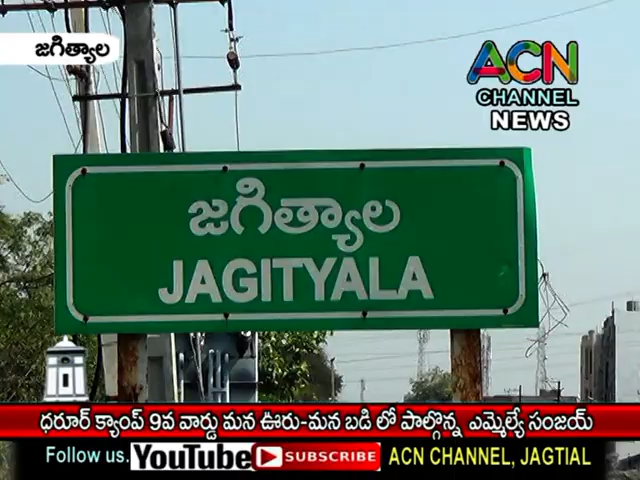 జగిత్యాల
ACN
CHANNEL
NEWS
జగిత్యాల
JAGITYALA
ధరూర్ క్యాంప్ 9వ వార్డు మన ఊరు-మన బడి లో పాల్గొన్న ఎమ్మెల్యే సంజయ్
Follow us. YouTube SUBSCRIBE ACN CHANNEL, JAGTIAL